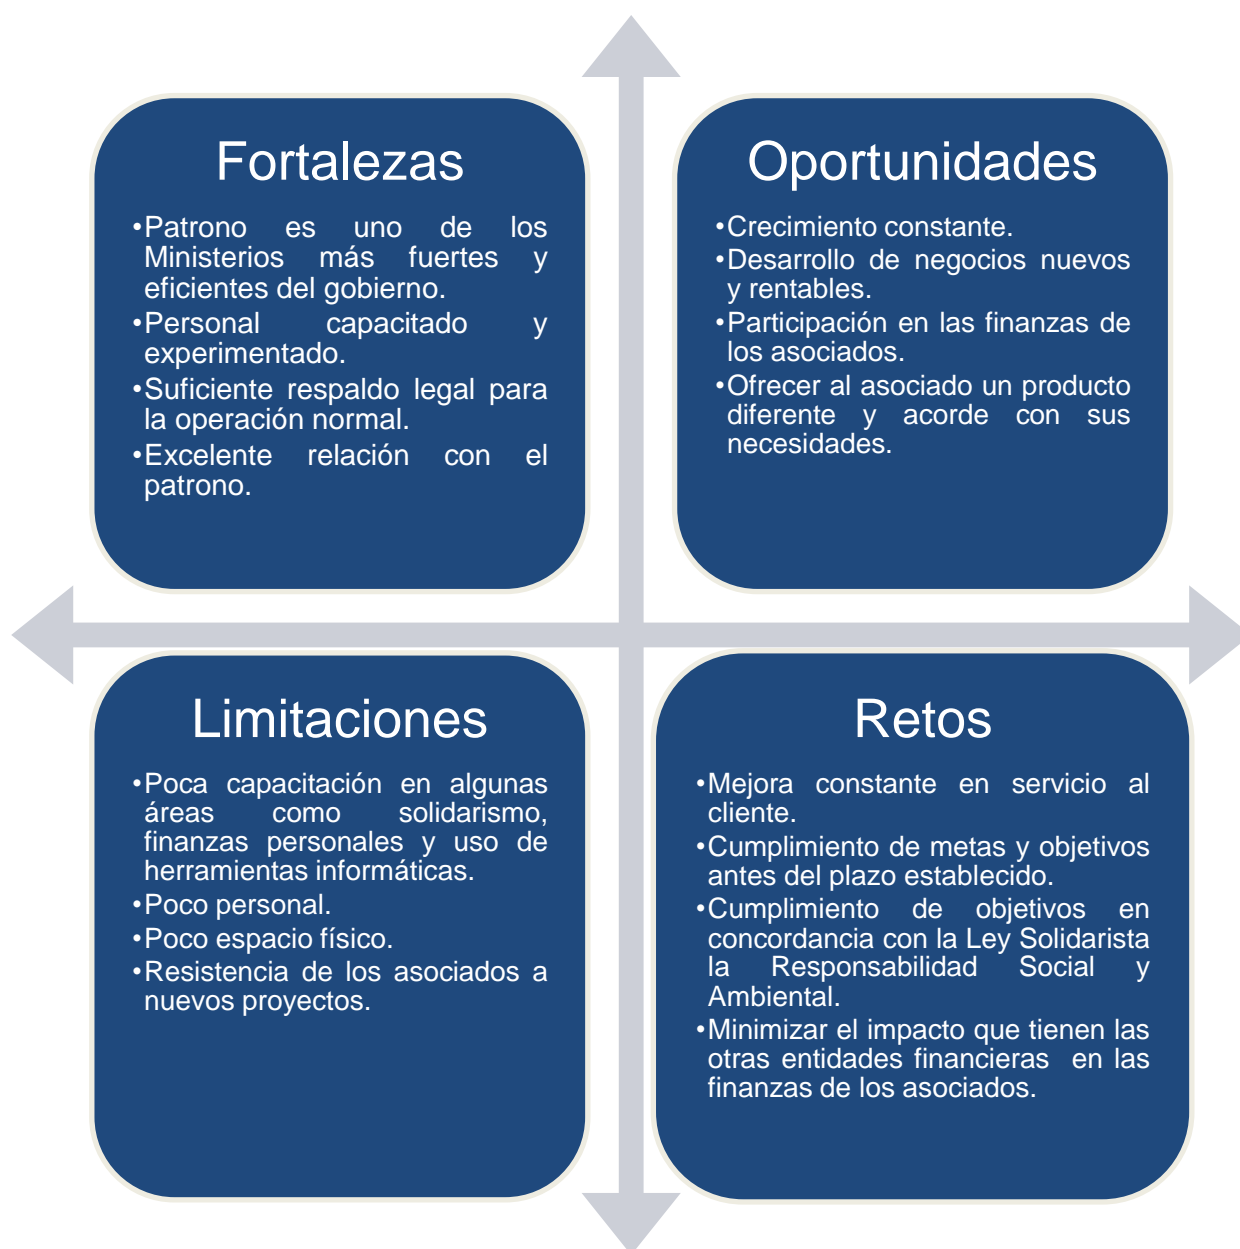 Fortalezas
•Patrono es uno de los
Ministerios más fuertes y
eficientes del gobierno.
•Personal capacitado y
experimentado.
•Suficiente respaldo legal para
la operación normal.
•Excelente relación con el
patrono.
Oportunidades
•Crecimiento constante.
•Desarrollo de negocios nuevos
y rentables.
•Participación en las finanzas de
los asociados.
•Ofrecer al asociado un producto
diferente y acorde con sus
necesidades.
Limitaciones
•Poca capacitación en algunas
áreas como solidarismo,
finanzas personales y uso de
herramientas informáticas.
•Poco personal.
•Poco espacio físico.
•Resistencia de los asociados a
nuevos proyectos.
Retos
•Mejora constante en servicio al
cliente.
•Cumplimiento de metas y objetivos
antes del plazo establecido.
•Cumplimiento de objetivos en
concordancia con la Ley Solidarista
la Responsabilidad Social y
Ambiental.
•Minimizar el impacto que tienen las
otras entidades financieras en las
finanzas de los asociados.